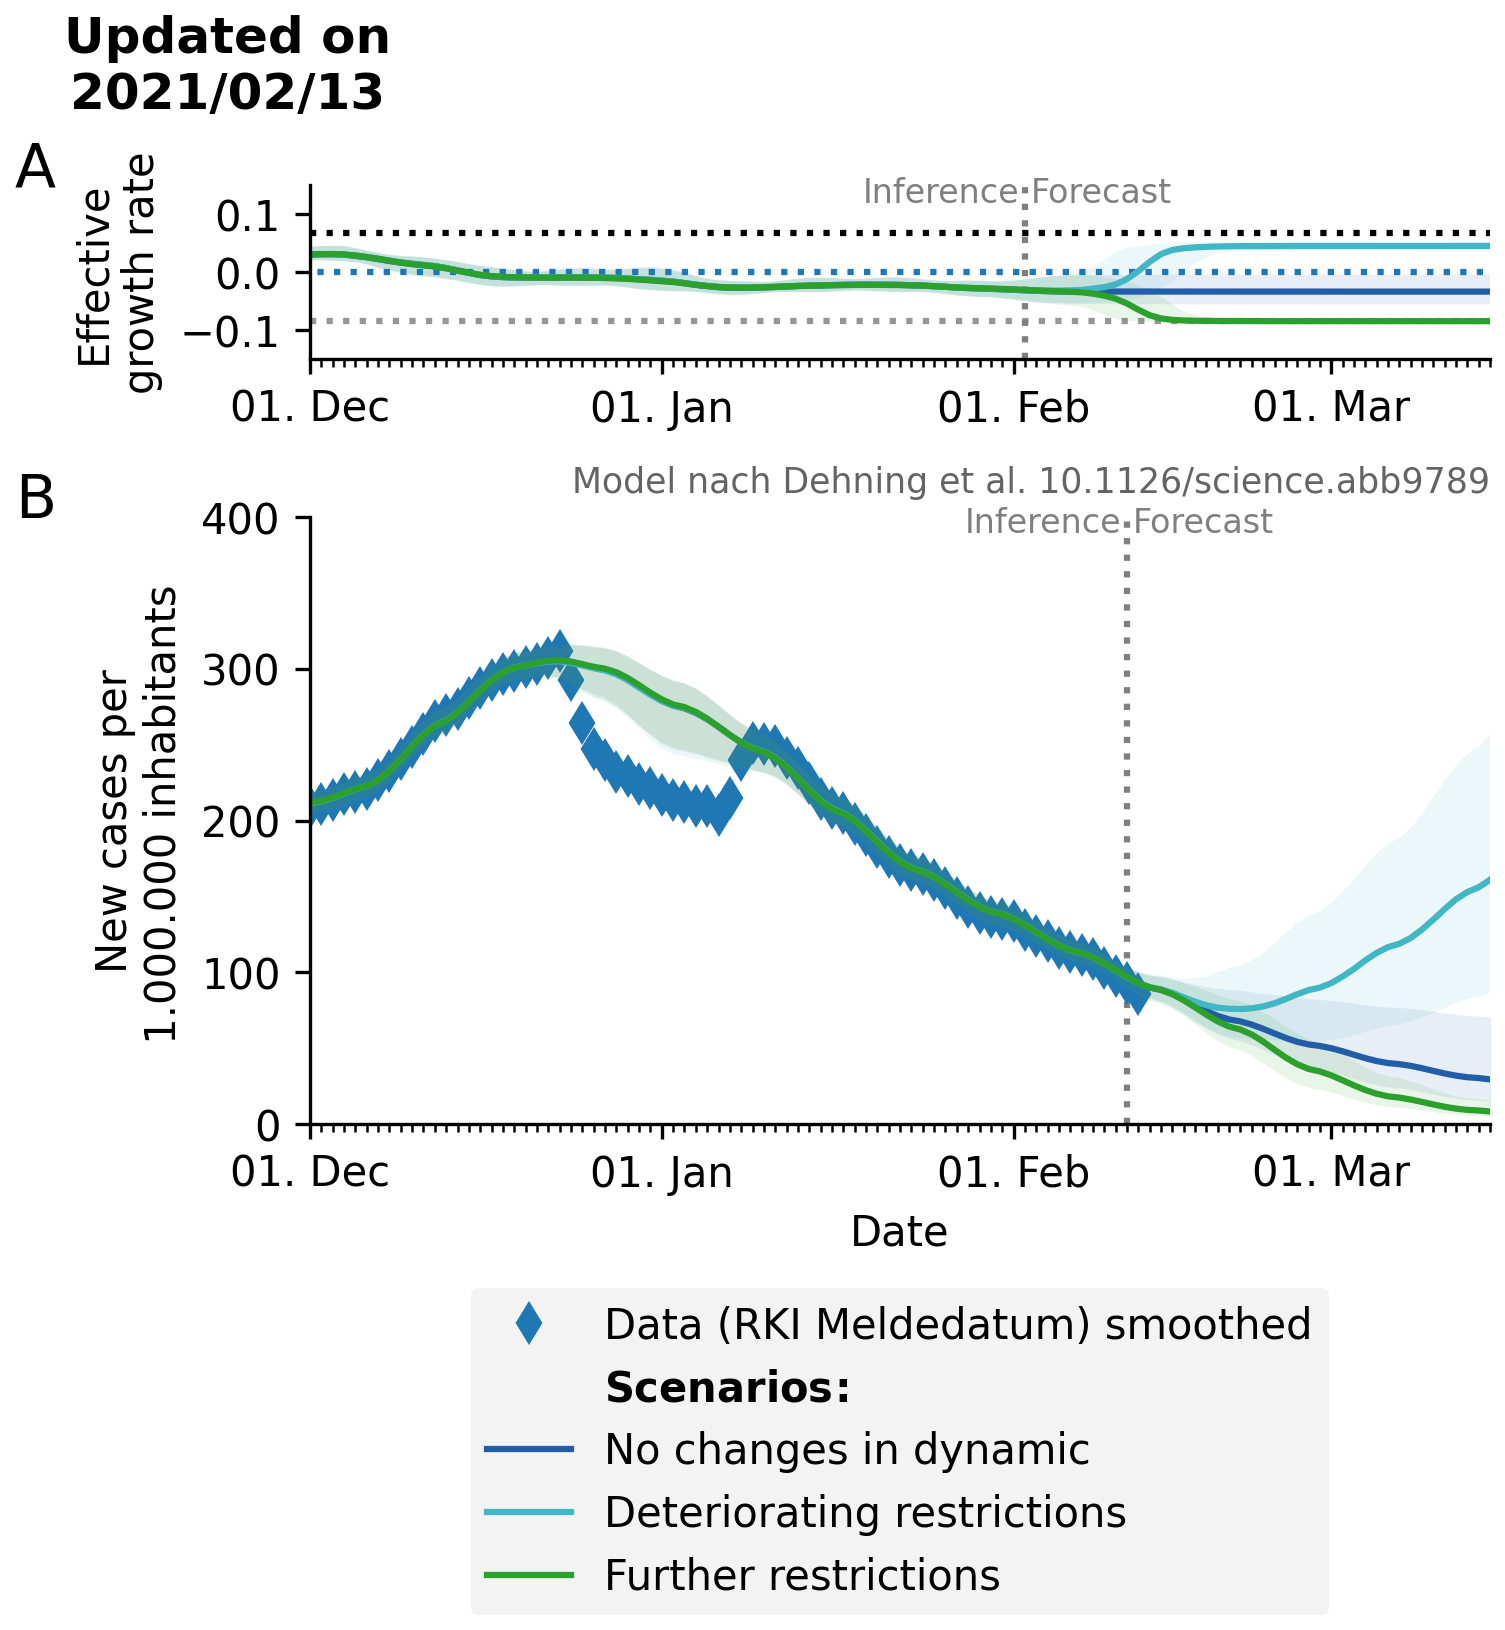 Updated on
2021/02/13
A
Effective
growth rate
0.1
0.0
−0.1
Inference Forecast
01. Dec 01. Jan 01. Feb 01. Mar
B
Model nach Dehning et al. 10.1126/science.abb9789
Inference Forecast
New cases per
1.000.000 inhabitants
400
300
200
100
0
01. Dec 01. Jan 01. Feb 01. Mar
Date
Data (RKI Meldedatum) smoothed
Scenarios:
No changes in dynamic
Deteriorating restrictions
Further restrictions